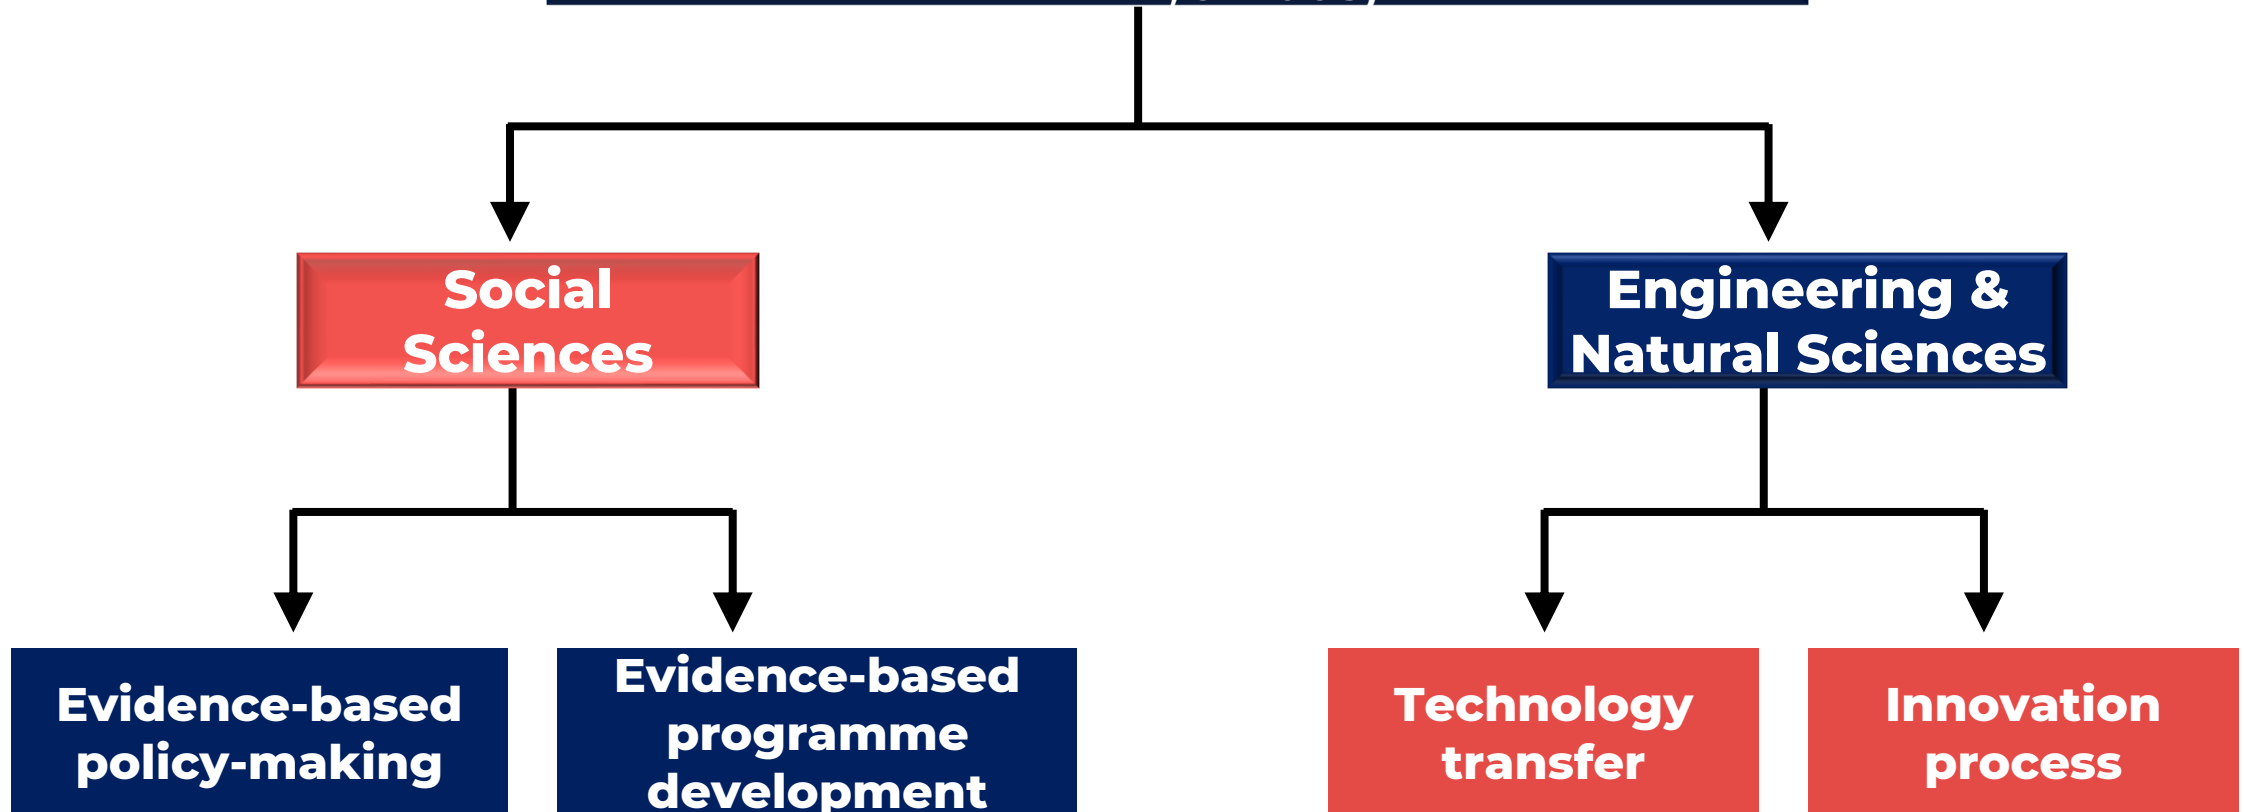 Social
Sciences
Engineering &
Natural Sciences
Evidence-based
policy-making
Evidence-based
programme
development
Technology
transfer
Innovation
process